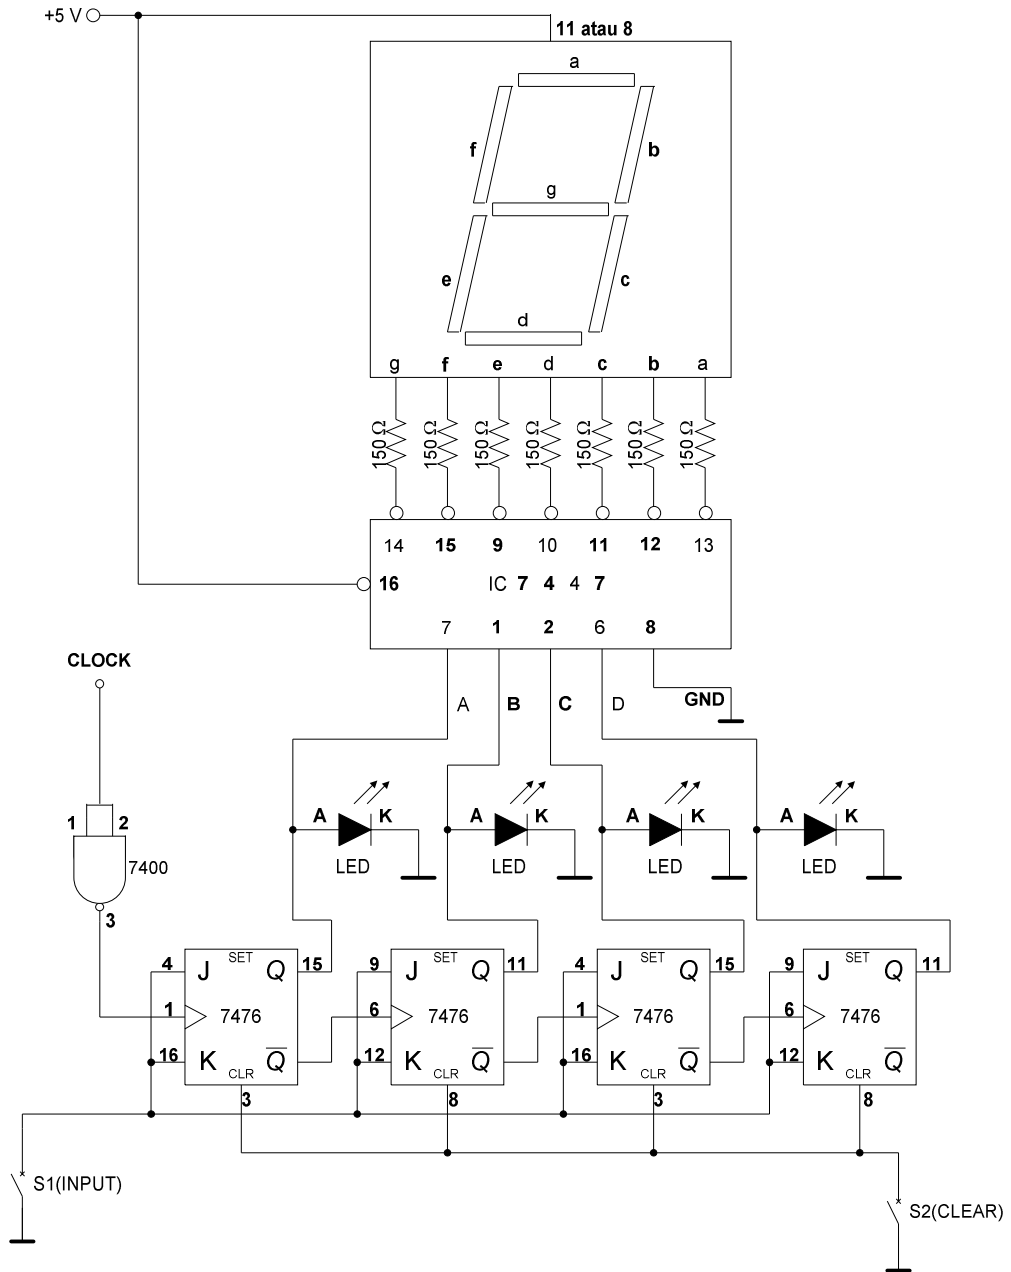 +5 V
11 atau 8
a
f b
g
e c
d
g f e d c b a
150 Ω 150 Ω 150 Ω 150 Ω 150 Ω 150 Ω 150 Ω
14 15 9 10 11 12 13
16 IC 7 4 4 7
7 1 2 6 8
CLOCK
A B C D GND
A K A K A K A K
1 2
LED LED LED LED
7400
3
4 J SET Q 15 9 J SET Q 11 4 J SET Q 15 9 J SET Q 11
1 7476 6 7476 1 7476 6 7476
16 K CLR Q̅ 12 K CLR Q̅ 16 K CLR Q̅ 12 K CLR Q̅
3 8 3 8
S1(INPUT)
S2(CLEAR)